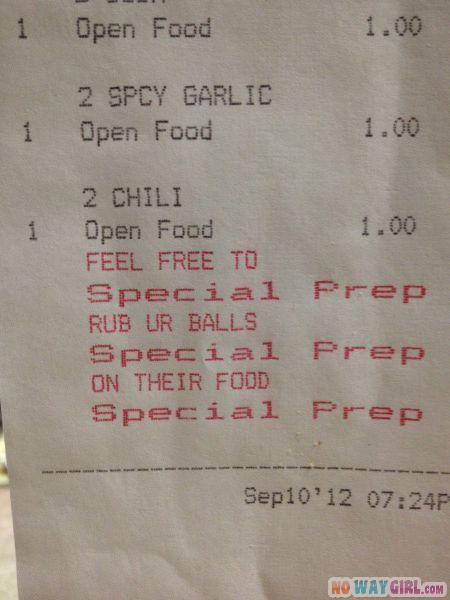 1 Open Food 1.00
2 SPCY GARLIC
1 Open Food 1.00
2 CHILI
1 Open Food 1.00
FEEL FREE TO
Special Prep
RUB UR BALLS
Special Prep
ON THEIR FOOD
Special Prep
Sep10'12 07:24P
NOWAYGIRL.COM